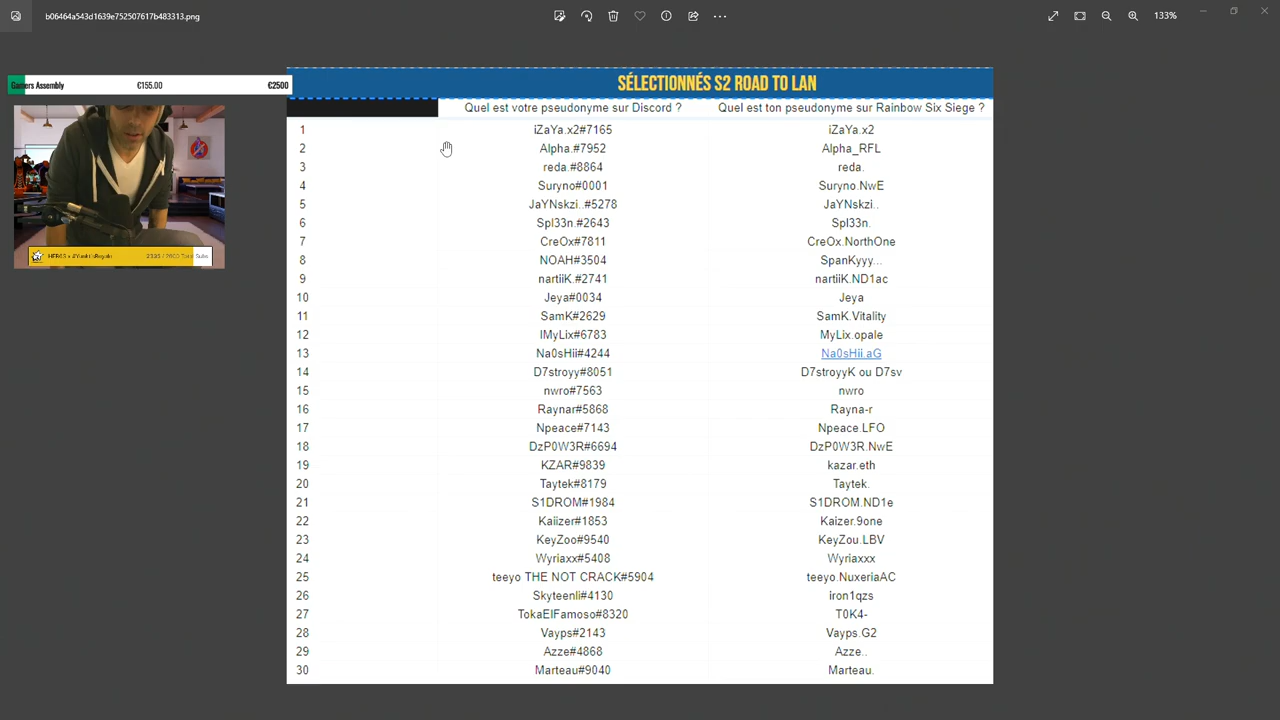 b06464a543d1639e752507617b483313.png
133%
Gamers Assembly €155.00 €2500
SÉLECTIONNÉS S2 ROAD TO LAN
Quel est votre pseudonyme sur Discord ? Quel est ton pseudonyme sur Rainbow Six Siege ?
1 iZaYa.x2#7165 iZaYa.x2
2 Alpha.#7952 Alpha_RFL
3 reda.#8864 reda.
4 Suryno#0001 Suryno.NwE
5 JaYNskzi..#5278 JaYNskzi..
6 Spl33n.#2643 Spl33n.
7 CreOx#7811 CreOx.NorthOne
8 NOAH#3504 SpanKyyy...
9 nartiiK.#2741 nartiiK.ND1ac
10 Jeya#0034 Jeya
11 SamK#2629 SamK.Vitality
12 IMyLix#6783 MyLix.opale
13 Na0sHii#4244 Na0sHii.aG
14 D7stroyy#8051 D7stroyyK ou D7sv
15 nwro#7563 nwro
16 Raynar#5868 Rayna-r
17 Npeace#7143 Npeace.LFO
18 DzP0W3R#6694 DzP0W3R.NwE
19 KZAR#9839 kazar.eth
20 Taytek#8179 Taytek.
21 S1DROM#1984 S1DROM.ND1e
22 Kaiizer#1853 Kaizer.9one
23 KeyZoo#9540 KeyZou.LBV
24 Wyriaxx#5408 Wyriaxxx
25 teeyo THE NOT CRACK#5904 teeyo.NuxeriaAC
26 Skyteenli#4130 iron1qzs
27 TokaElFamoso#8320 T0K4-
28 Vayps#2143 Vayps.G2
29 Azze#4868 Azze..
30 Marteau#9040 Marteau.